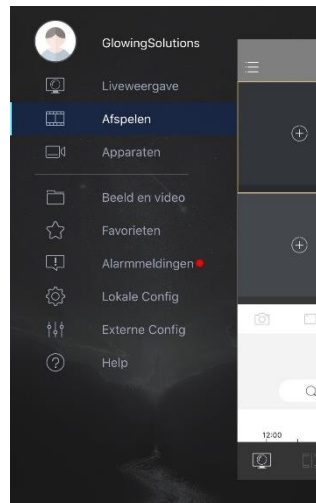 GlowingSolutions
Liveweergave
Afspelen
Apparaten
Beeld en video
Favorieten
Alarmmeldingen
Lokale Config
Externe Config
Help
12:00